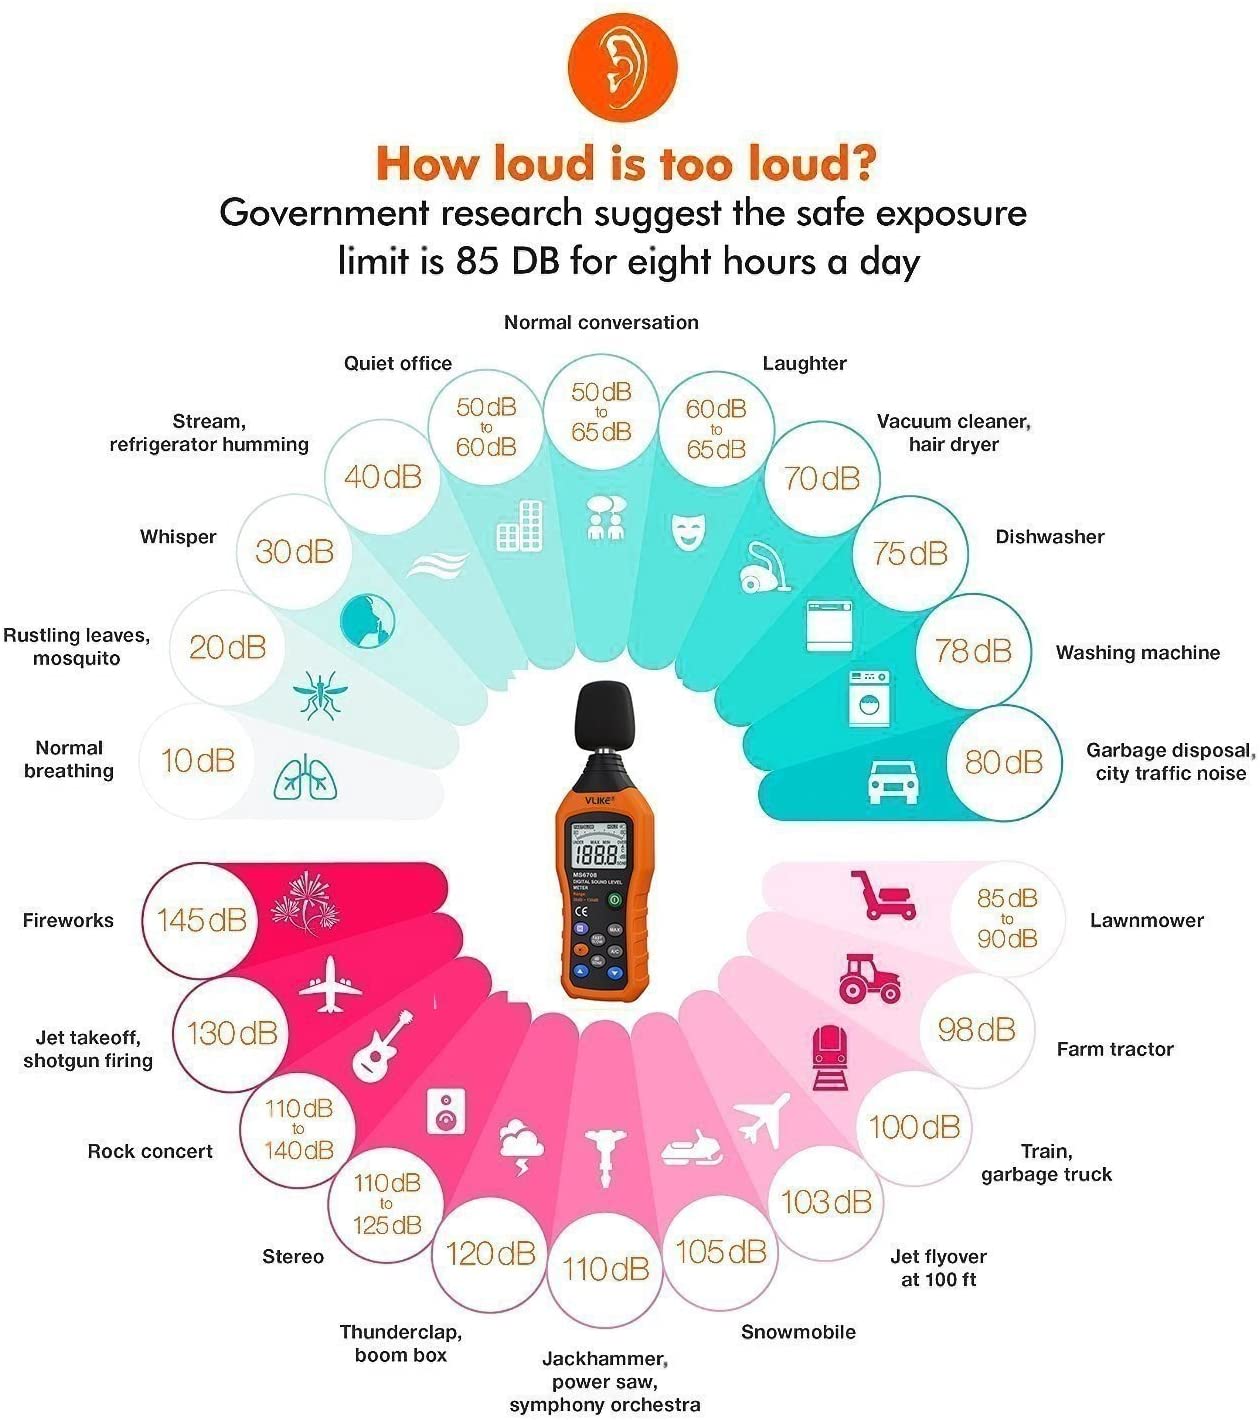 How loud is too loud?
Government research suggest the safe exposure
limit is 85 DB for eight hours a day
Normal conversation
50 dB
to
65 dB
Quiet office
50 dB
to
60 dB
Laughter
60 dB
to
65 dB
Stream,
refrigerator humming
40 dB
Vacuum cleaner,
hair dryer
70 dB
Whisper
30 dB
Dishwasher
75 dB
Rustling leaves,
mosquito
20 dB
Washing machine
78 dB
Normal
breathing
10 dB
Garbage disposal,
city traffic noise
80 dB
VLIKE
188.8
MS6708
DIGITAL SOUND LEVEL
METER
CE
MAX
A/C
Fireworks
145 dB
Lawnmower
85 dB
to
90 dB
Jet takeoff,
shotgun firing
130 dB
Farm tractor
98 dB
Rock concert
110 dB
to
140 dB
Train,
garbage truck
100 dB
Stereo
110 dB
to
125 dB
Jet flyover
at 100 ft
103 dB
Thunderclap,
boom box
120 dB
Jackhammer,
power saw,
symphony orchestra
110 dB
Snowmobile
105 dB